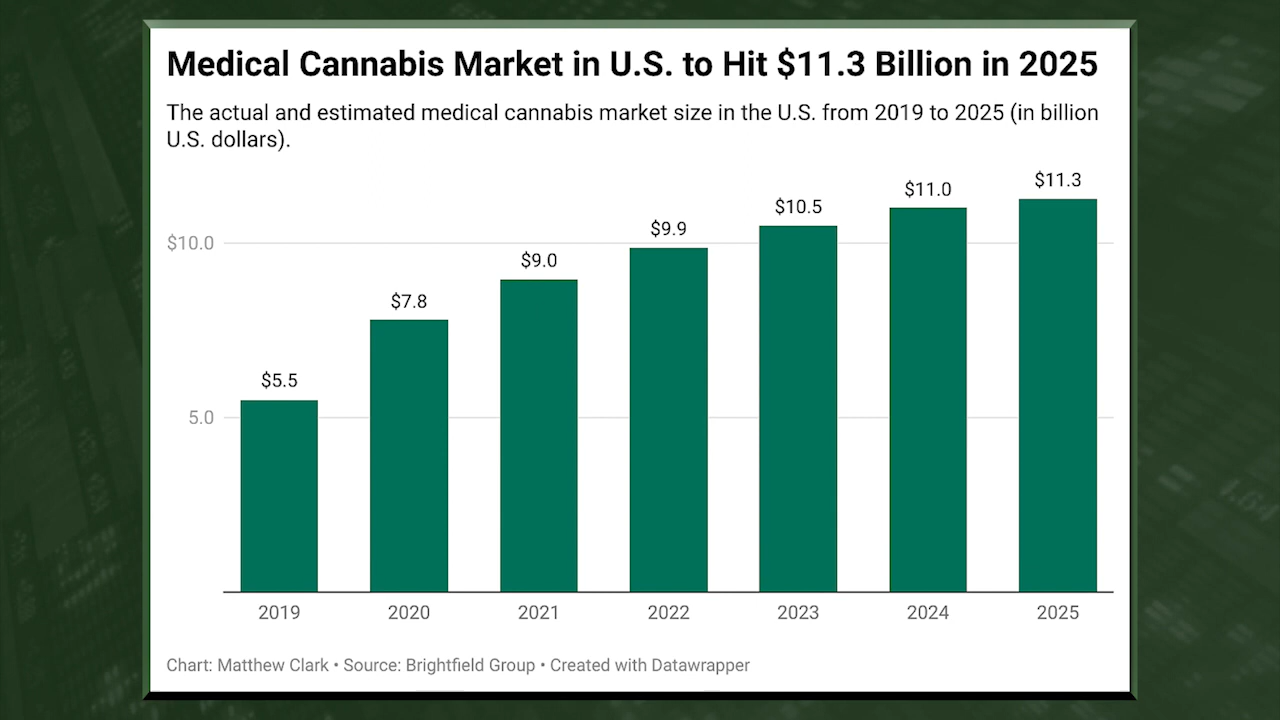 Medical Cannabis Market in U.S. to Hit $11.3 Billion in 2025
The actual and estimated medical cannabis market size in the U.S. from 2019 to 2025 (in billion
U.S. dollars).
$11.3
$11.0
$10.5
$9.9
$10.0
$9.0
$7.8
$5.5
5.0
2019 2020 2021 2022 2023 2024 2025
Chart: Matthew Clark • Source: Brightfield Group • Created with Datawrapper